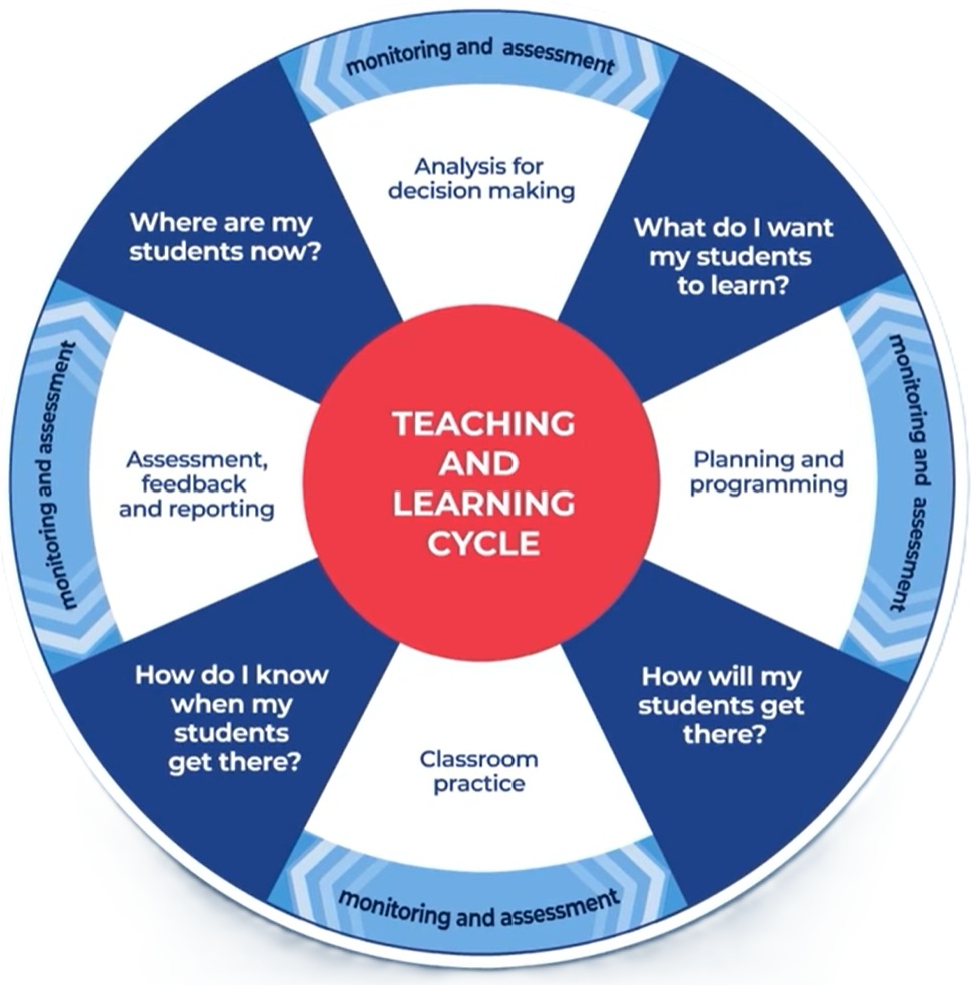 monitoring and assessment
Analysis for
decision making
Where are my
students now?
What do I want
my students
to learn?
monitoring and assessment
monitoring and assessment
Assessment,
feedback
and reporting
TEACHING
AND
LEARNING
CYCLE
Planning and
programming
How do I know
when my
students
get there?
How will my
students get
there?
Classroom
practice
monitoring and assessment